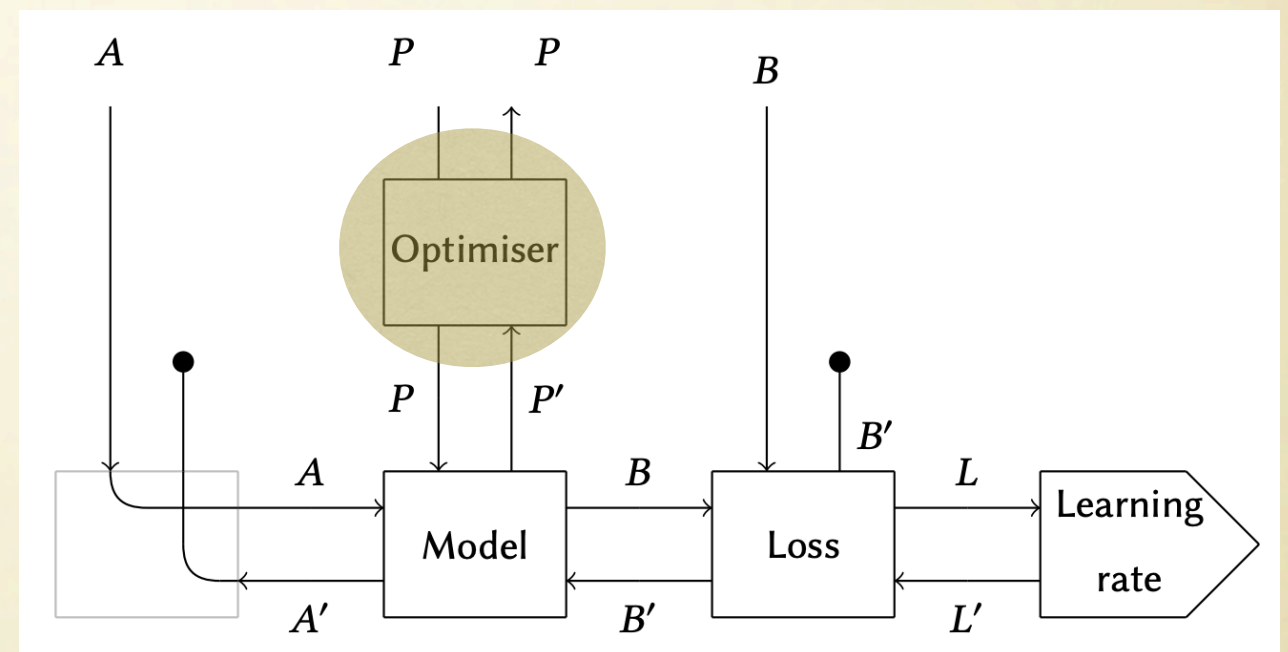 A
P
P
B
Optimiser
P
P′
B′
A
B
L
Learning
rate
Model
Loss
A′
B′
L′